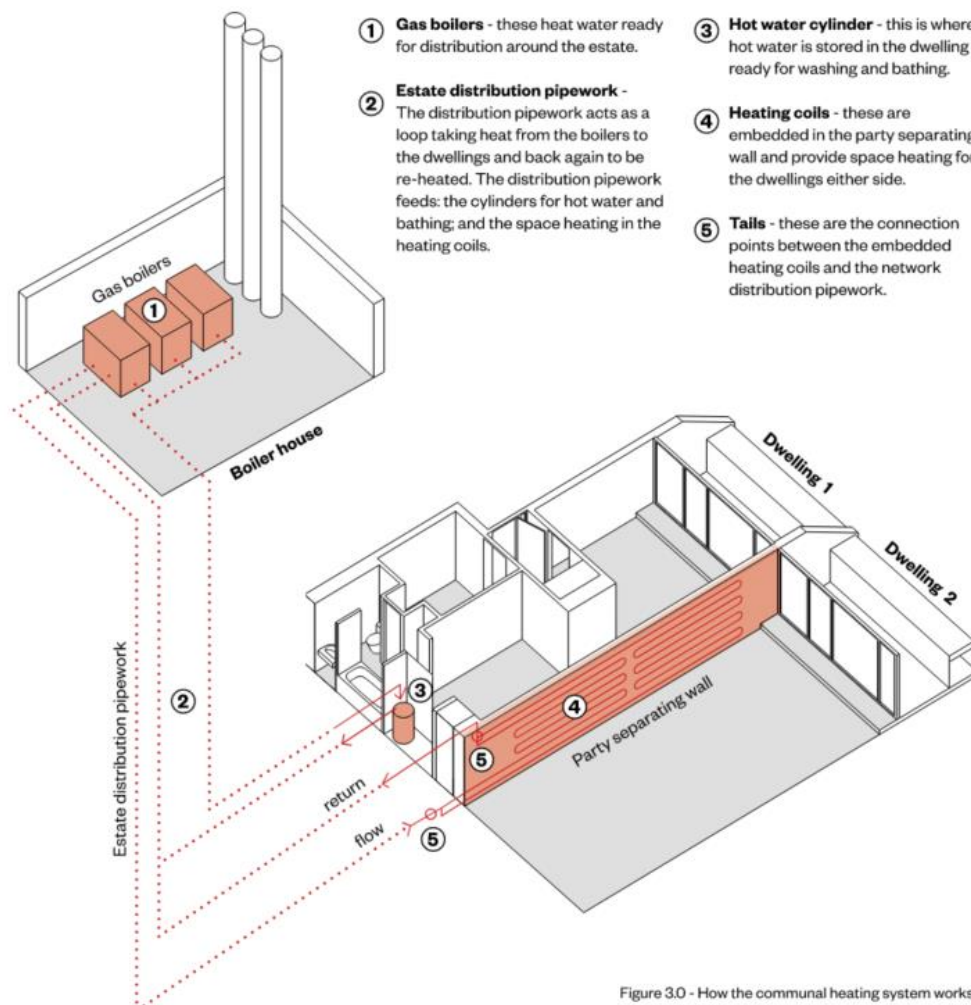 ① Gas boilers - these heat water ready
for distribution around the estate.
② Estate distribution pipework -
The distribution pipework acts as a
loop taking heat from the boilers to
the dwellings and back again to be
re-heated. The distribution pipework
feeds: the cylinders for hot water and
bathing; and the space heating in the
heating coils.
③ Hot water cylinder - this is where
hot water is stored in the dwelling
ready for washing and bathing.
④ Heating coils - these are
embedded in the party separating
wall and provide space heating for
the dwellings either side.
⑤ Tails - these are the connection
points between the embedded
heating coils and the network
distribution pipework.
Gas boilers
①
Boiler house
Dwelling 1
Dwelling 2
Estate distribution pipework
②
③
④
⑤
Party separating wall
return
flow
⑤
Figure 3.0 - How the communal heating system works